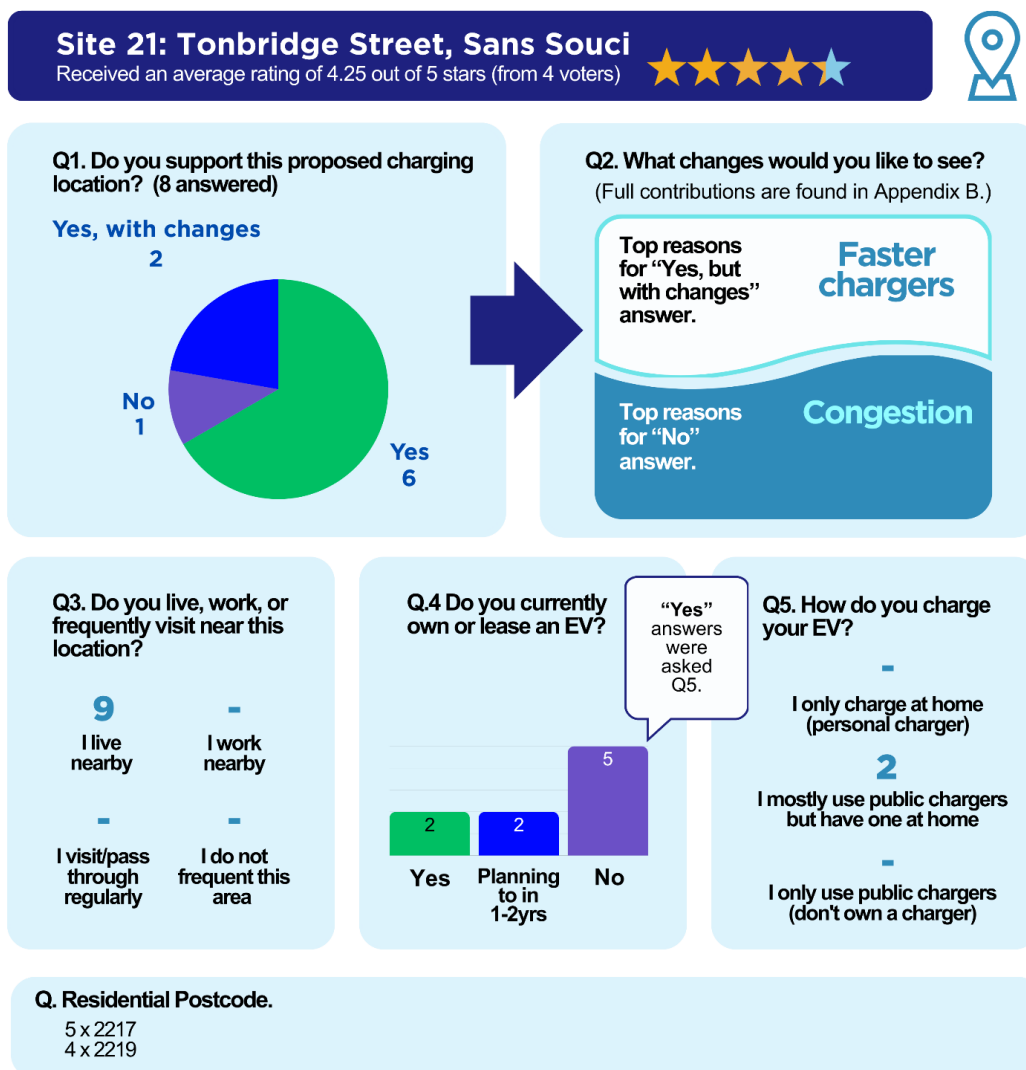 Site 21: Tonbridge Street, Sans Souci
Received an average rating of 4.25 out of 5 stars (from 4 voters)
Q1. Do you support this proposed charging
location? (8 answered)
Yes, with changes
2
No
1
Yes
6
Q2. What changes would you like to see?
(Full contributions are found in Appendix B.)
Top reasons
for “Yes, but
with changes”
answer.
Faster
chargers
Top reasons
for “No”
answer.
Congestion
Q3. Do you live, work, or
frequently visit near this
location?
9
I live
nearby
-
I work
nearby
-
I visit/pass
through
regularly
-
I do not
frequent this
area
Q.4 Do you currently
own or lease an EV?
2
2
5
Yes
Planning
to in
1-2yrs
No
“Yes”
answers
were
asked
Q5.
Q5. How do you charge
your EV?
-
I only charge at home
(personal charger)
2
I mostly use public chargers
but have one at home
-
I only use public chargers
(don't own a charger)
Q. Residential Postcode.
5 x 2217
4 x 2219